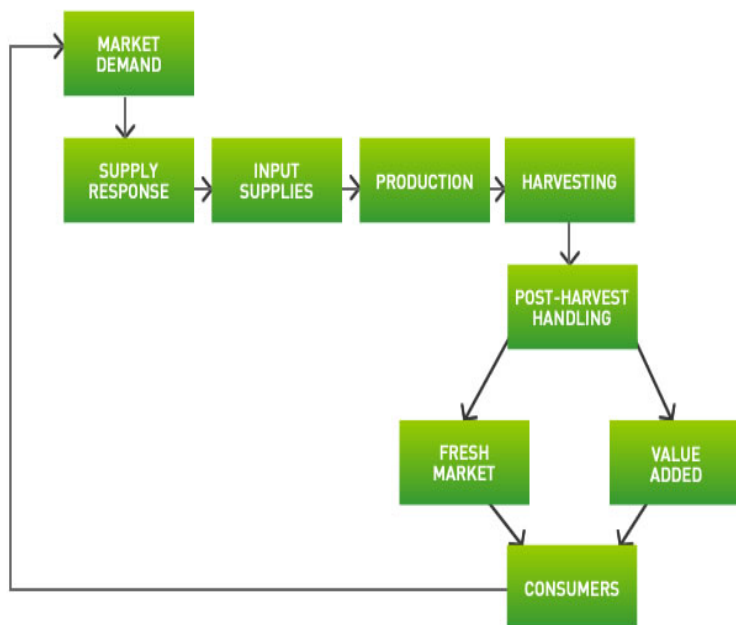 MARKET
DEMAND
SUPPLY
RESPONSE
INPUT
SUPPLIES
PRODUCTION
HARVESTING
POST-HARVEST
HANDLING
FRESH
MARKET
VALUE
ADDED
CONSUMERS